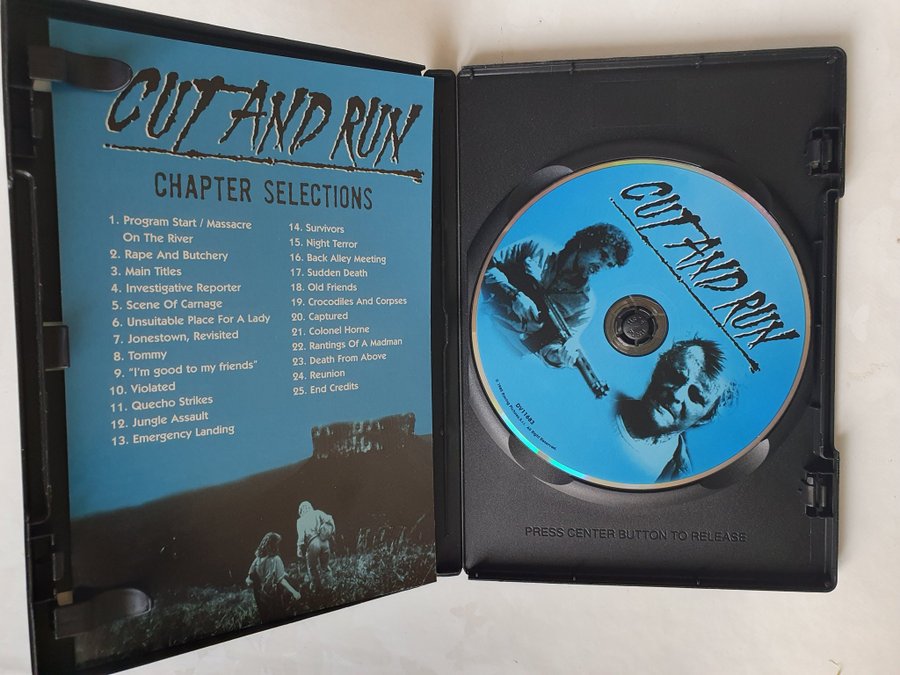 CUT AND RUN
CHAPTER SELECTIONS
1. Program Start / Massacre
On The River
2. Rape And Butchery
3. Main Titles
4. Investigative Reporter
5. Scene Of Carnage
6. Unsuitable Place For A Lady
7. Jonestown, Revisited
8. Tommy
9. "I'm good to my friends"
10. Violated
11. Quecho Strikes
12. Jungle Assault
13. Emergency Landing
14. Survivors
15. Night Terror
16. Back Alley Meeting
17. Sudden Death
18. Old Friends
19. Crocodiles And Corpses
20. Captured
21. Colonel Horne
22. Rantings Of A Madman
23. Death From Above
24. Reunion
25. End Credits
CUT AND RUN
DV11683
All Rights Reserved.
PRESS CENTER BUTTON TO RELEASE